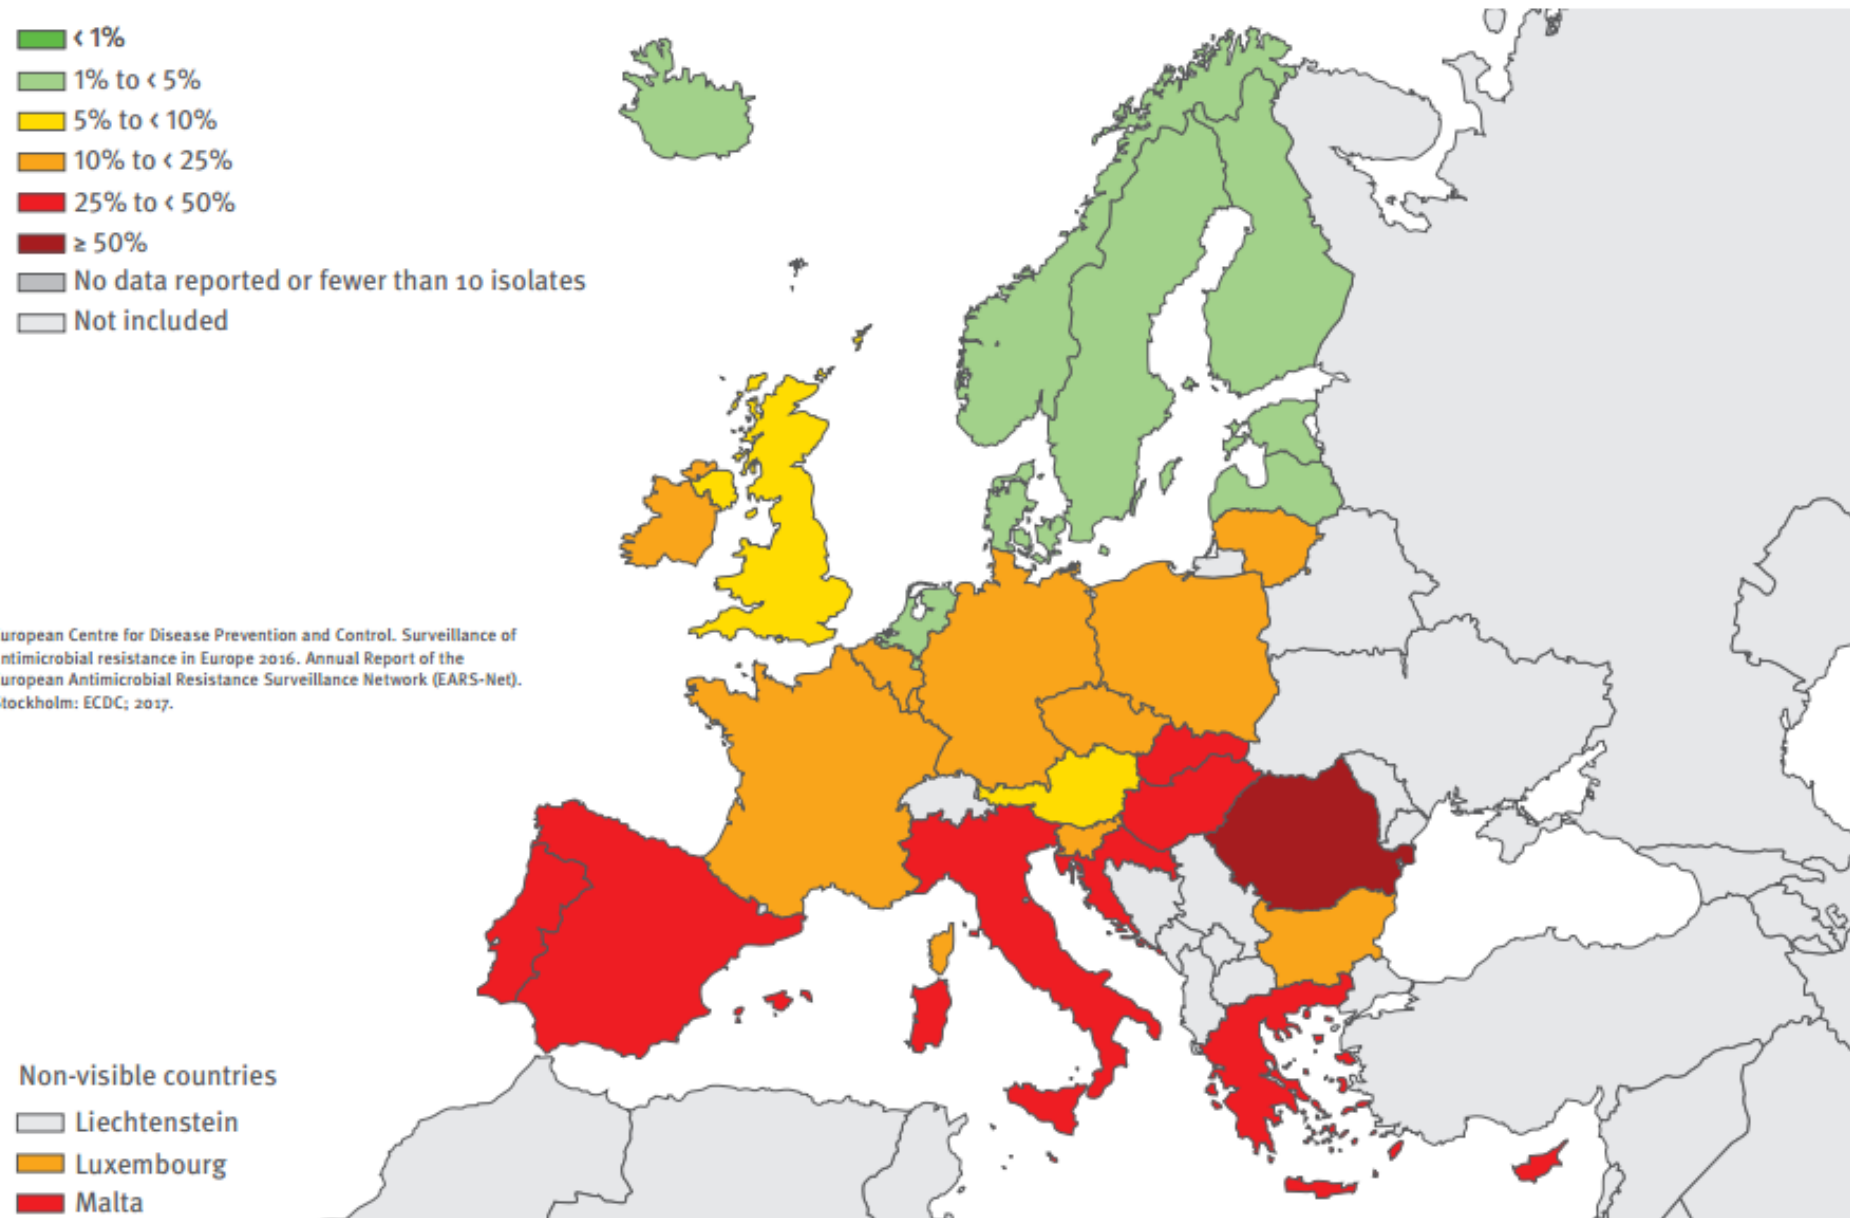 < 1%
1% to < 5%
5% to < 10%
10% to < 25%
25% to < 50%
≥ 50%
No data reported or fewer than 10 isolates
Not included
uropean Centre for Disease Prevention and Control. Surveillance of
ntimicrobial resistance in Europe 2016. Annual Report of the
uropean Antimicrobial Resistance Surveillance Network (EARS-Net).
Stockholm: ECDC; 2017.
Non-visible countries
Liechtenstein
Luxembourg
Malta